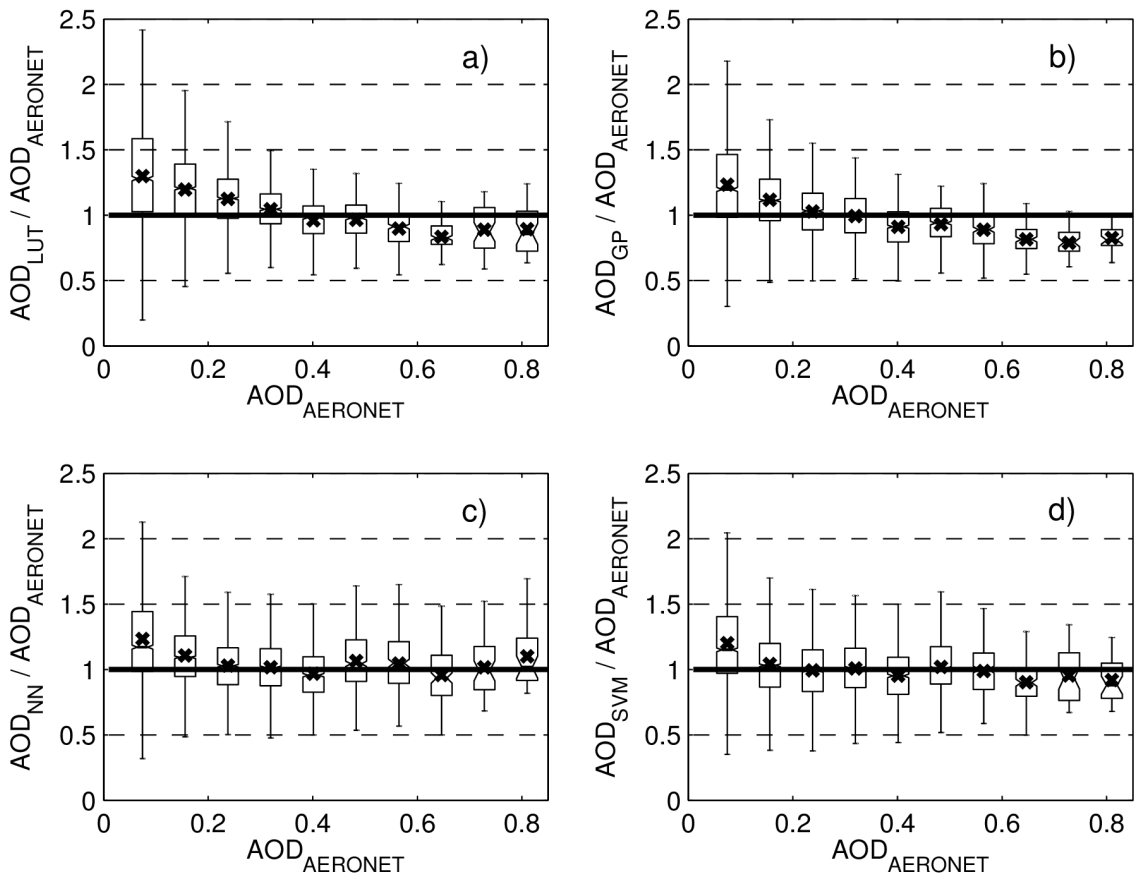 2.5
2
1.5
1
0.5
0
0 0.2 0.4 0.6 0.8
AOD_LUT / AOD_AERONET
AOD_AERONET
a)
2.5
2
1.5
1
0.5
0
0 0.2 0.4 0.6 0.8
AOD_GP / AOD_AERONET
AOD_AERONET
b)
2.5
2
1.5
1
0.5
0
0 0.2 0.4 0.6 0.8
AOD_NN / AOD_AERONET
AOD_AERONET
c)
2.5
2
1.5
1
0.5
0
0 0.2 0.4 0.6 0.8
AOD_SVM / AOD_AERONET
AOD_AERONET
d)